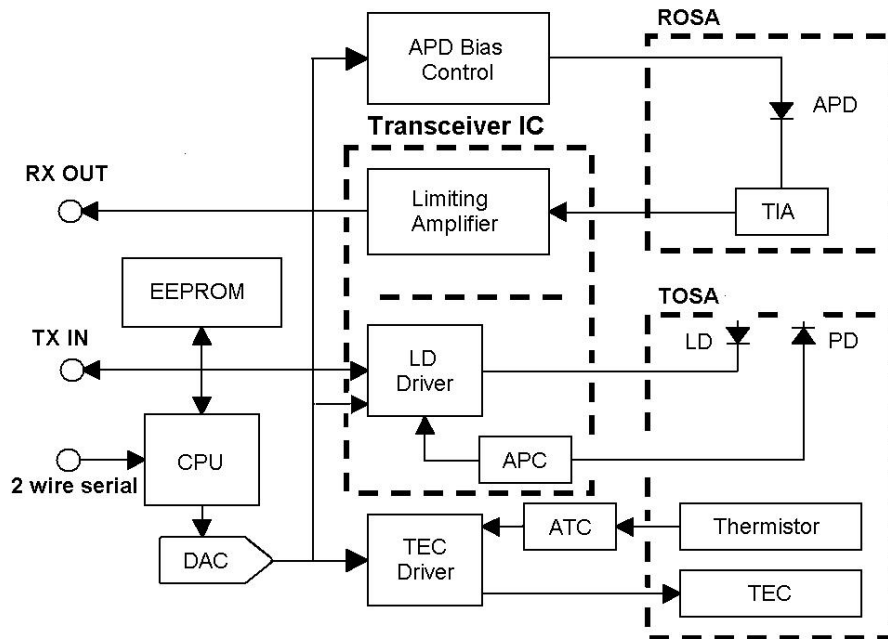 ROSA
APD Bias
Control
APD
Transceiver IC
RX OUT
Limiting
Amplifier
TIA
EEPROM
TOSA
TX IN
LD
Driver
LD
PD
CPU
APC
2 wire serial
DAC
TEC
Driver
ATC
Thermistor
TEC